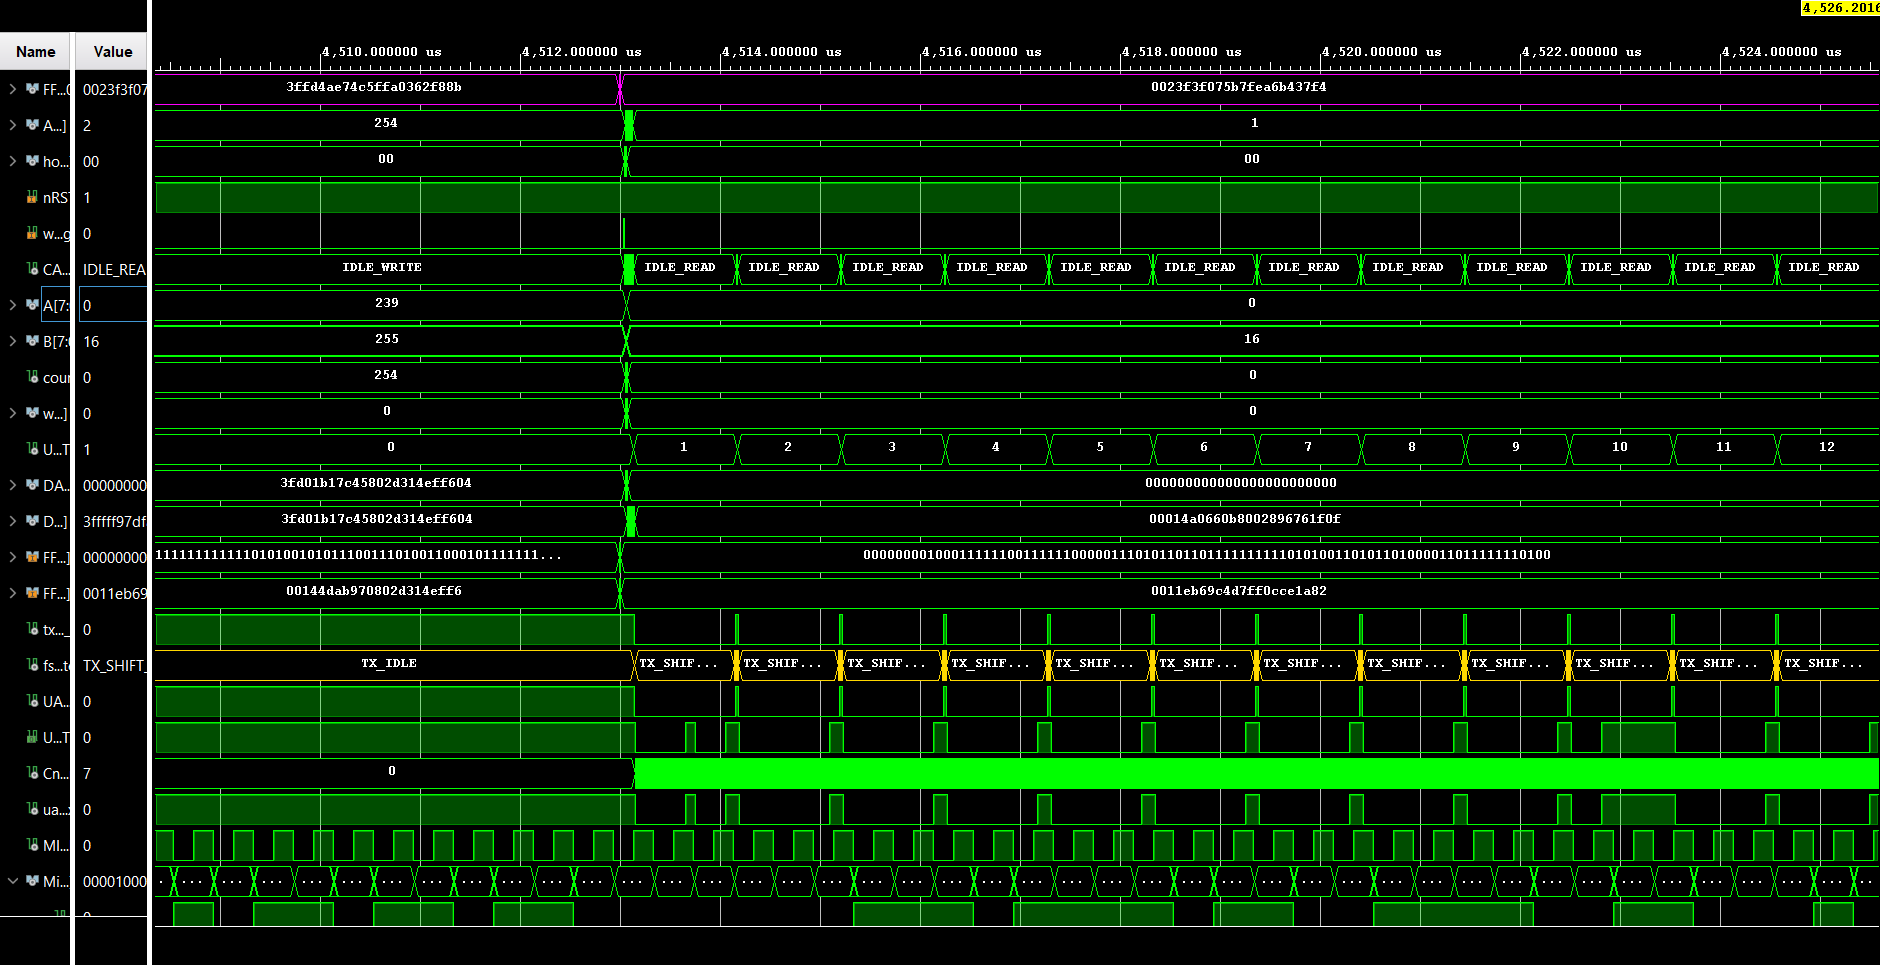 4,526.2016
Name Value
4,510.000000 us 4,512.000000 us 4,514.000000 us 4,516.000000 us 4,518.000000 us 4,520.000000 us 4,522.000000 us 4,524.000000 us
FF...0 0023f3f07 3ffd4ae74c5ffa0362f88b 0023f3f075b7fea6b437f4
A...] 2 254 1
ho... 00 00 00
nRST 1
w...g 0
CA... IDLE_REA IDLE_WRITE IDLE_READ IDLE_READ IDLE_READ IDLE_READ IDLE_READ IDLE_READ IDLE_READ IDLE_READ IDLE_READ IDLE_READ IDLE_READ IDLE_READ
A[7: 0 239 0
B[7: 16 255 16
cour 0 254 0
w...] 0 0 0
U...T 1 0 1 2 3 4 5 6 7 8 9 10 11 12
DA... 00000000 3fd01b17c45802d314eff604 000000000000000000000000
D...] 3fffff97df 3fd01b17c45802d314eff604 00014a0660b8002896761f0f
FF...] 00000000 1111111111110101001010111001110100110001011111... 0000000010001111110011111100000111010110110111111111101010011010110100001101111110100
FF...] 0011eb69 00144dab970802d314eff6 0011eb69c4d7ff0cce1a82
tx..._ 0
fs...te TX_SHIFT_ TX_IDLE TX_SHIF... TX_SHIF... TX_SHIF... TX_SHIF... TX_SHIF... TX_SHIF... TX_SHIF... TX_SHIF... TX_SHIF... TX_SHIF... TX_SHIF... TX_SHIF...
UA... 0
U...T 0
Cn... 7 0
ua...: 0
MI... 0
Mi... 00001000